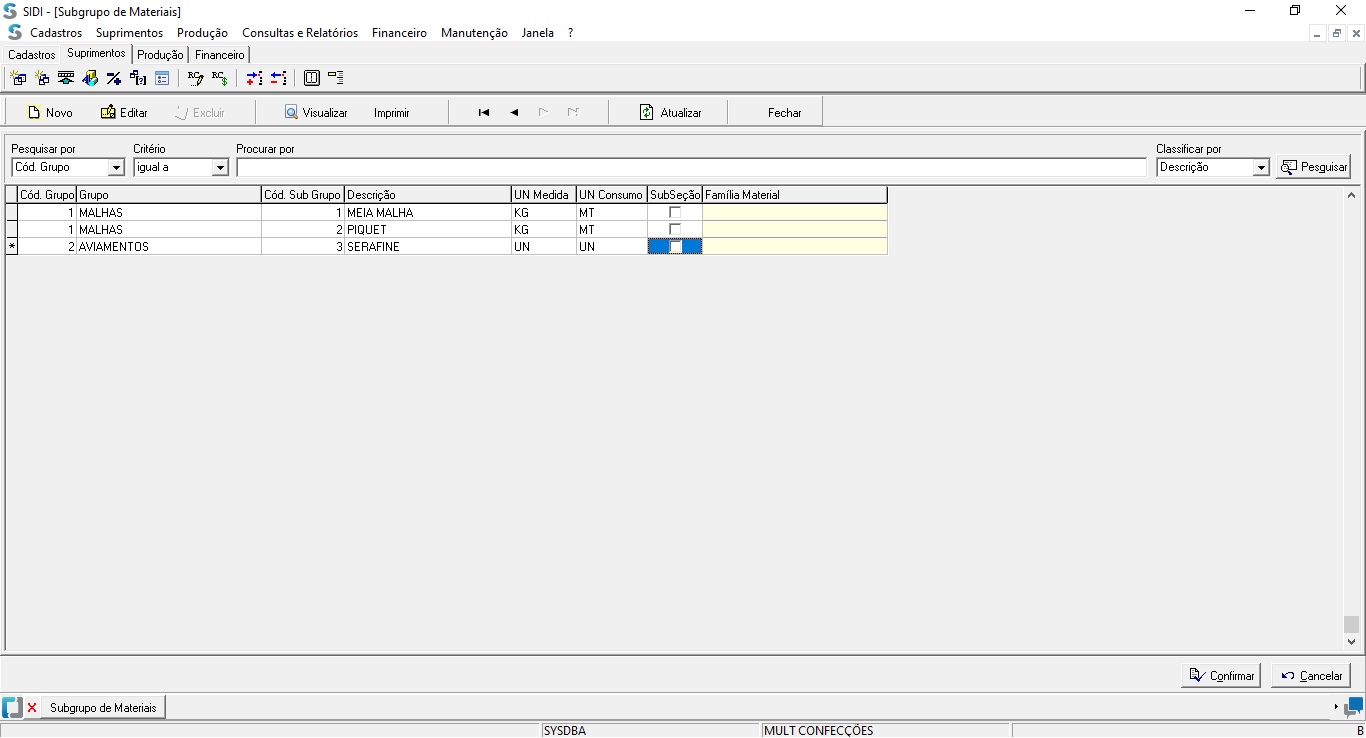 SIDI - [Subgrupo de Materiais]
Cadastros Suprimentos Produção Consultas e Relatórios Financeiro Manutenção Janela ?
Cadastros Suprimentos Produção Financeiro
Novo Editar Excluir Visualizar Imprimir Atualizar Fechar
Pesquisar por Critério Procurar por Classificar por
Cód. Grupo igual a Descrição Pesquisar
Cód. Grupo Grupo Cód. Sub Grupo Descrição UN Medida UN Consumo SubSeção Família Material
1 MALHAS 1 MEIA MALHA KG MT
1 MALHAS 2 PIQUET KG MT
* 2 AVIAMENTOS 3 SERAFINE UN UN
Confirmar Cancelar
Subgrupo de Materiais
SYSDBA MULT CONFECÇÕES B